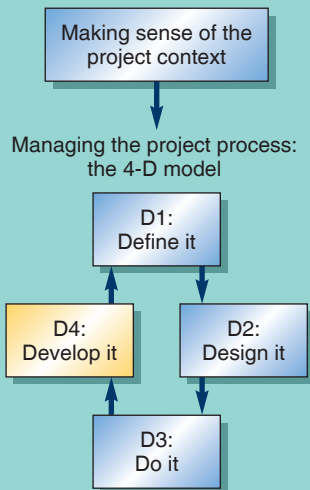 Making sense of the
project context
Managing the project process:
the 4-D model
D1:
Define it
D4:
Develop it
D2:
Design it
D3:
Do it